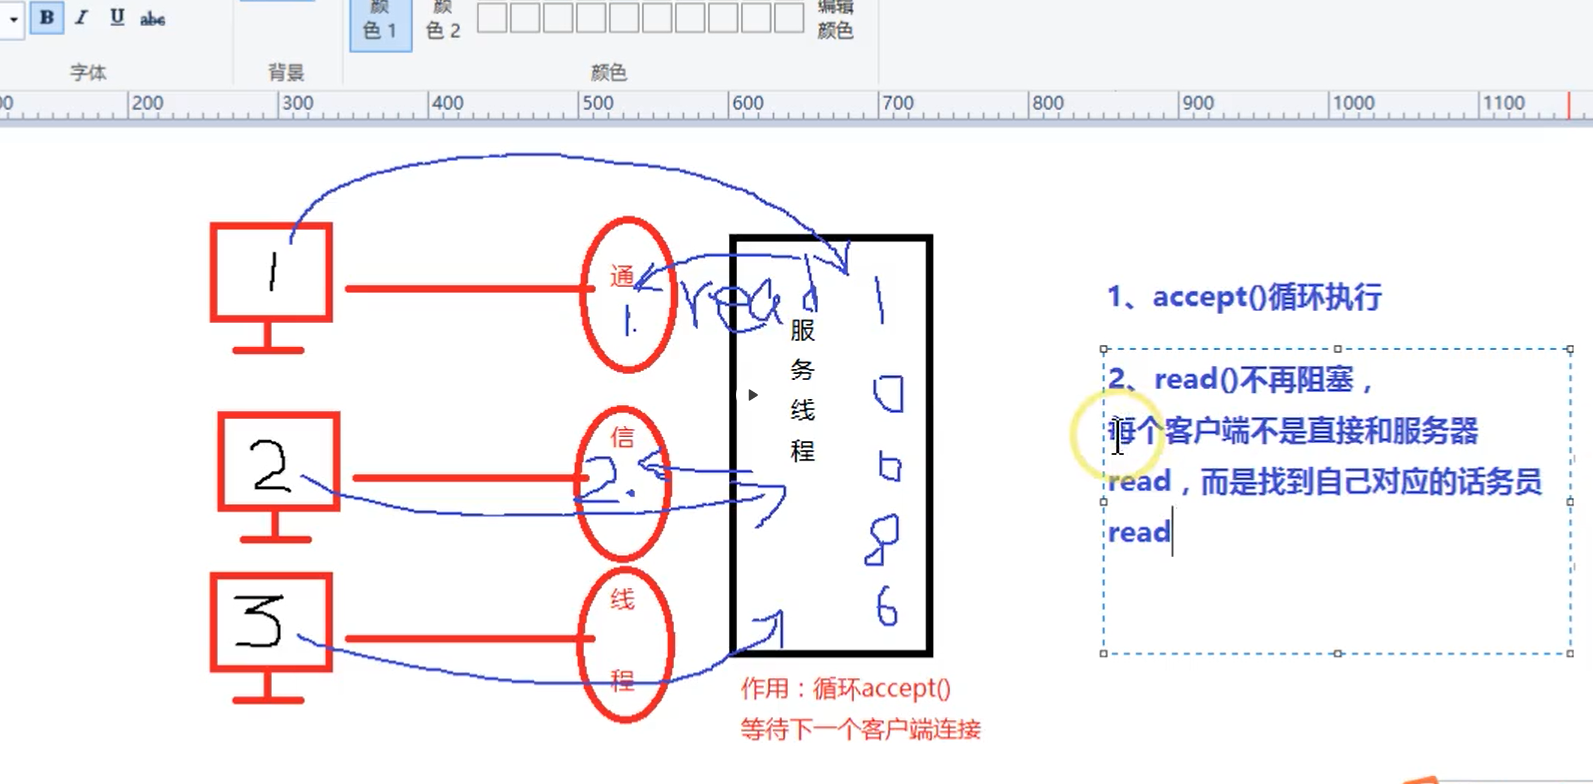 B I U abc
颜 颜 编辑
色 1 色 2 颜色
字体 背景 颜色
00 200 300 400 500 600 700 800 900 1000 1100
1
通
1.
read
服
务
线
程
1
2
信
2
3
线
程
6
作用：循环accept()
等待下一个客户端连接
1、accept()循环执行
2、read()不再阻塞，
每个客户端不是直接和服务器
read，而是找到自己对应的话务员
read